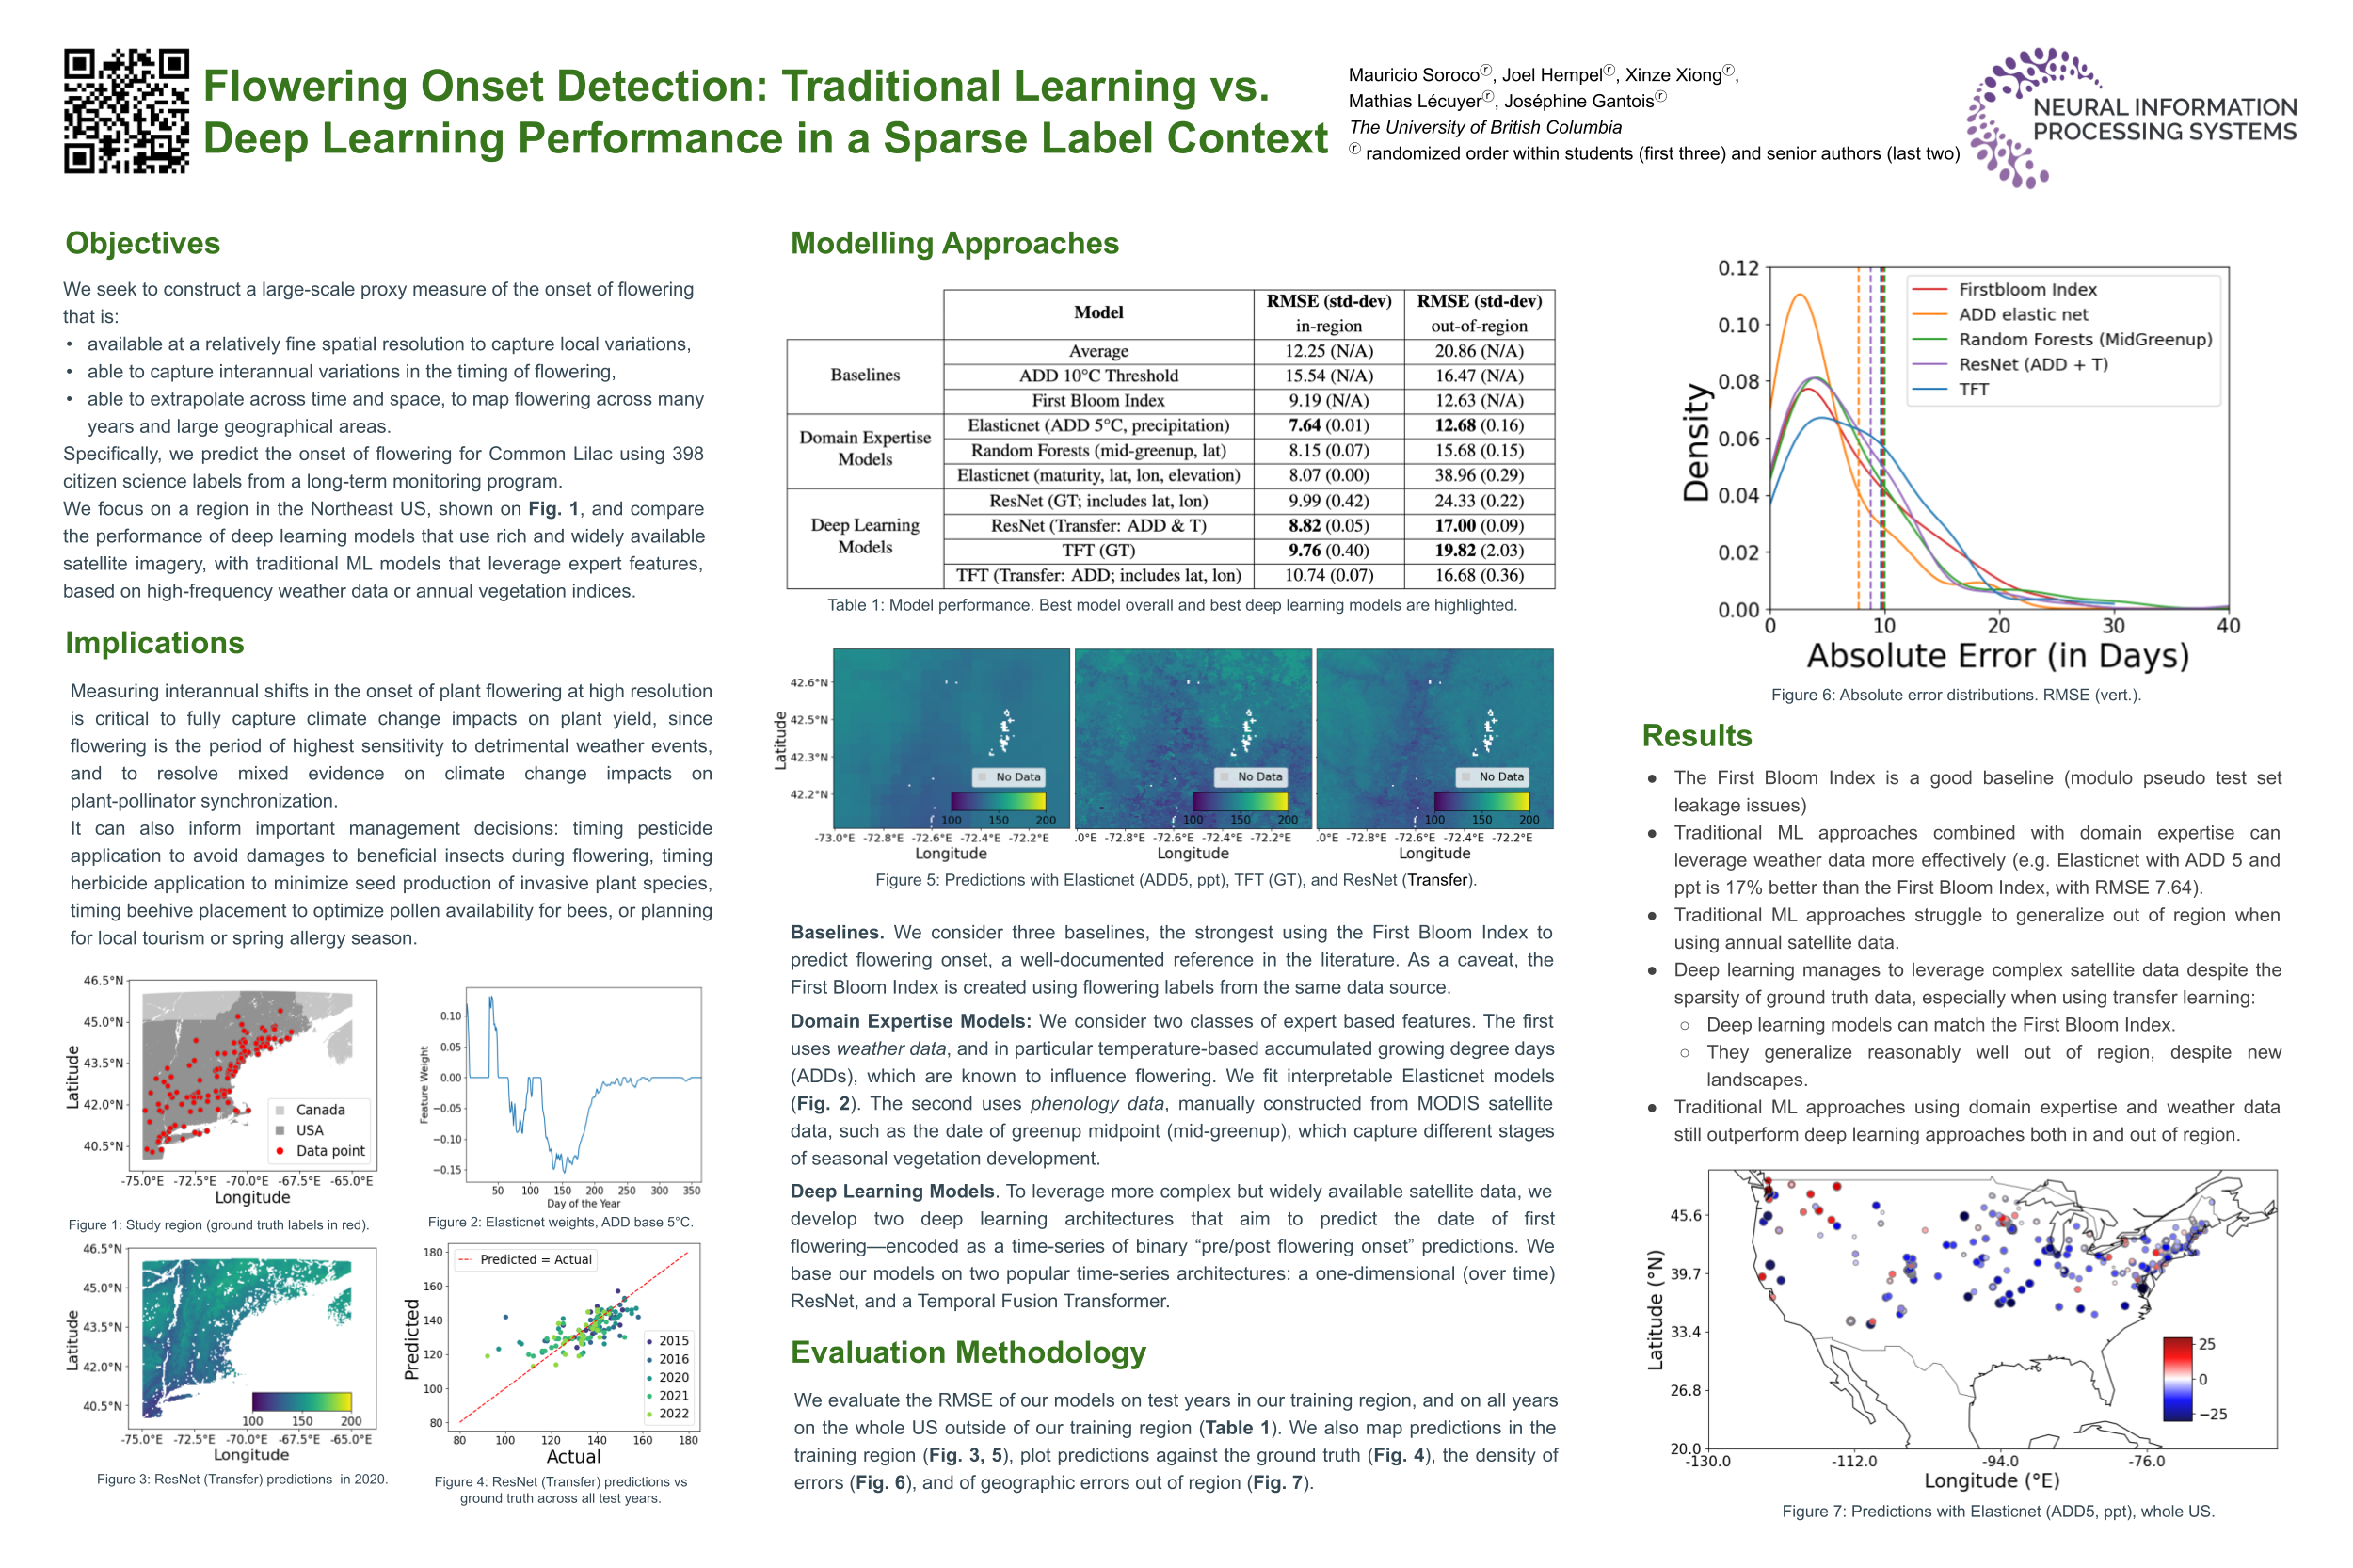 Flowering Onset Detection: Traditional Learning vs.
Deep Learning Performance in a Sparse Label Context
Mauricio Sorocoⓡ, Joel Hempelⓡ, Xinze Xiongⓡ,
Mathias Lécuyerⓡ, Joséphine Gantoisⓡ
The University of British Columbia
ⓡ randomized order within students (first three) and senior authors (last two)
NEURAL INFORMATION
PROCESSING SYSTEMS
Objectives
We seek to construct a large-scale proxy measure of the onset of flowering
that is:
• available at a relatively fine spatial resolution to capture local variations,
• able to capture interannual variations in the timing of flowering,
• able to extrapolate across time and space, to map flowering across many
years and large geographical areas.
Specifically, we predict the onset of flowering for Common Lilac using 398
citizen science labels from a long-term monitoring program.
We focus on a region in the Northeast US, shown on Fig. 1, and compare
the performance of deep learning models that use rich and widely available
satellite imagery, with traditional ML models that leverage expert features,
based on high-frequency weather data or annual vegetation indices.
Implications
Measuring interannual shifts in the onset of plant flowering at high resolution
is critical to fully capture climate change impacts on plant yield, since
flowering is the period of highest sensitivity to detrimental weather events,
and to resolve mixed evidence on climate change impacts on
plant-pollinator synchronization.
It can also inform important management decisions: timing pesticide
application to avoid damages to beneficial insects during flowering, timing
herbicide application to minimize seed production of invasive plant species,
timing beehive placement to optimize pollen availability for bees, or planning
for local tourism or spring allergy season.
46.5°N
45.0°N
43.5°N
42.0°N
40.5°N
Latitude
Canada
USA
Data point
-75.0°E -72.5°E -70.0°E -67.5°E -65.0°E
Longitude
Figure 1: Study region (ground truth labels in red).
0.10
0.05
0.00
−0.05
−0.10
−0.15
Feature Weight
50 100 150 200 250 300 350
Day of the Year
Figure 2: Elasticnet weights, ADD base 5°C.
46.5°N
45.0°N
43.5°N
42.0°N
40.5°N
Latitude
100 150 200
-75.0°E -72.5°E -70.0°E -67.5°E -65.0°E
Longitude
Figure 3: ResNet (Transfer) predictions in 2020.
180
160
140
120
100
80
Predicted
Predicted = Actual
2015
2016
2020
2021
2022
80 100 120 140 160 180
Actual
Figure 4: ResNet (Transfer) predictions vs
ground truth across all test years.
Modelling Approaches
Model RMSE (std-dev) RMSE (std-dev)
in-region out-of-region
Baselines
Average 12.25 (N/A) 20.86 (N/A)
ADD 10°C Threshold 15.54 (N/A) 16.47 (N/A)
First Bloom Index 9.19 (N/A) 12.63 (N/A)
Domain Expertise
Models
Elasticnet (ADD 5°C, precipitation) 7.64 (0.01) 12.68 (0.16)
Random Forests (mid-greenup, lat) 8.15 (0.07) 15.68 (0.15)
Elasticnet (maturity, lat, lon, elevation) 8.07 (0.00) 38.96 (0.29)
Deep Learning
Models
ResNet (GT; includes lat, lon) 9.99 (0.42) 24.33 (0.22)
ResNet (Transfer: ADD & T) 8.82 (0.05) 17.00 (0.09)
TFT (GT) 9.76 (0.40) 19.82 (2.03)
TFT (Transfer: ADD; includes lat, lon) 10.74 (0.07) 16.68 (0.36)
Table 1: Model performance. Best model overall and best deep learning models are highlighted.
42.6°N
42.5°N
42.3°N
42.2°N
Latitude
No Data No Data No Data
100 150 200 100 150 200 100 150 200
-73.0°E -72.8°E -72.6°E -72.4°E -72.2°E .0°E -72.8°E -72.6°E -72.4°E -72.2°E .0°E -72.8°E -72.6°E -72.4°E -72.2°E
Longitude Longitude Longitude
Figure 5: Predictions with Elasticnet (ADD5, ppt), TFT (GT), and ResNet (Transfer).
Baselines. We consider three baselines, the strongest using the First Bloom Index to
predict flowering onset, a well-documented reference in the literature. As a caveat, the
First Bloom Index is created using flowering labels from the same data source.
Domain Expertise Models: We consider two classes of expert based features. The first
uses weather data, and in particular temperature-based accumulated growing degree days
(ADDs), which are known to influence flowering. We fit interpretable Elasticnet models
(Fig. 2). The second uses phenology data, manually constructed from MODIS satellite
data, such as the date of greenup midpoint (mid-greenup), which capture different stages
of seasonal vegetation development.
Deep Learning Models. To leverage more complex but widely available satellite data, we
develop two deep learning architectures that aim to predict the date of first
flowering—encoded as a time-series of binary “pre/post flowering onset” predictions. We
base our models on two popular time-series architectures: a one-dimensional (over time)
ResNet, and a Temporal Fusion Transformer.
Evaluation Methodology
We evaluate the RMSE of our models on test years in our training region, and on all years
on the whole US outside of our training region (Table 1). We also map predictions in the
training region (Fig. 3, 5), plot predictions against the ground truth (Fig. 4), the density of
errors (Fig. 6), and of geographic errors out of region (Fig. 7).
0.12
0.10
0.08
0.06
0.04
0.02
0.00
Density
Firstbloom Index
ADD elastic net
Random Forests (MidGreenup)
ResNet (ADD + T)
TFT
0 10 20 30 40
Absolute Error (in Days)
Figure 6: Absolute error distributions. RMSE (vert.).
Results
● The First Bloom Index is a good baseline (modulo pseudo test set
leakage issues)
● Traditional ML approaches combined with domain expertise can
leverage weather data more effectively (e.g. Elasticnet with ADD 5 and
ppt is 17% better than the First Bloom Index, with RMSE 7.64).
● Traditional ML approaches struggle to generalize out of region when
using annual satellite data.
● Deep learning manages to leverage complex satellite data despite the
sparsity of ground truth data, especially when using transfer learning:
○ Deep learning models can match the First Bloom Index.
○ They generalize reasonably well out of region, despite new
landscapes.
● Traditional ML approaches using domain expertise and weather data
still outperform deep learning approaches both in and out of region.
45.6
39.7
33.4
26.8
20.0
Latitude (°N)
25
0
−25
-130.0 -112.0 -94.0 -76.0
Longitude (°E)
Figure 7: Predictions with Elasticnet (ADD5, ppt), whole US.